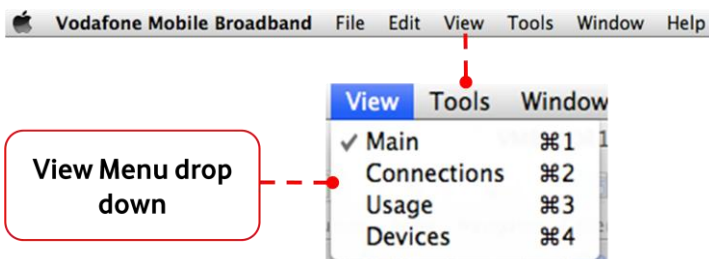 Vodafone Mobile Broadband File Edit View Tools Window Help
View Tools Window
✓ Main ⌘1
Connections ⌘2
Usage ⌘3
Devices ⌘4
View Menu drop
down